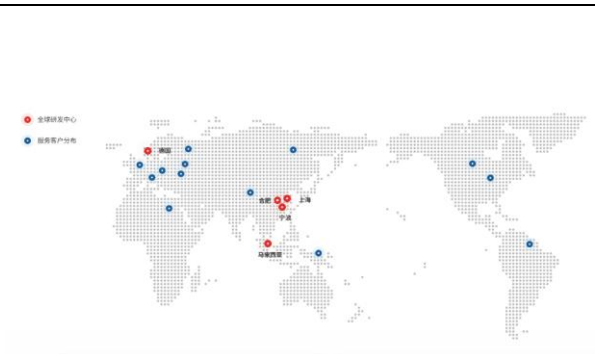 全球研发中心
服务客户分布
德国
合肥
上海
宁波
马来西亚